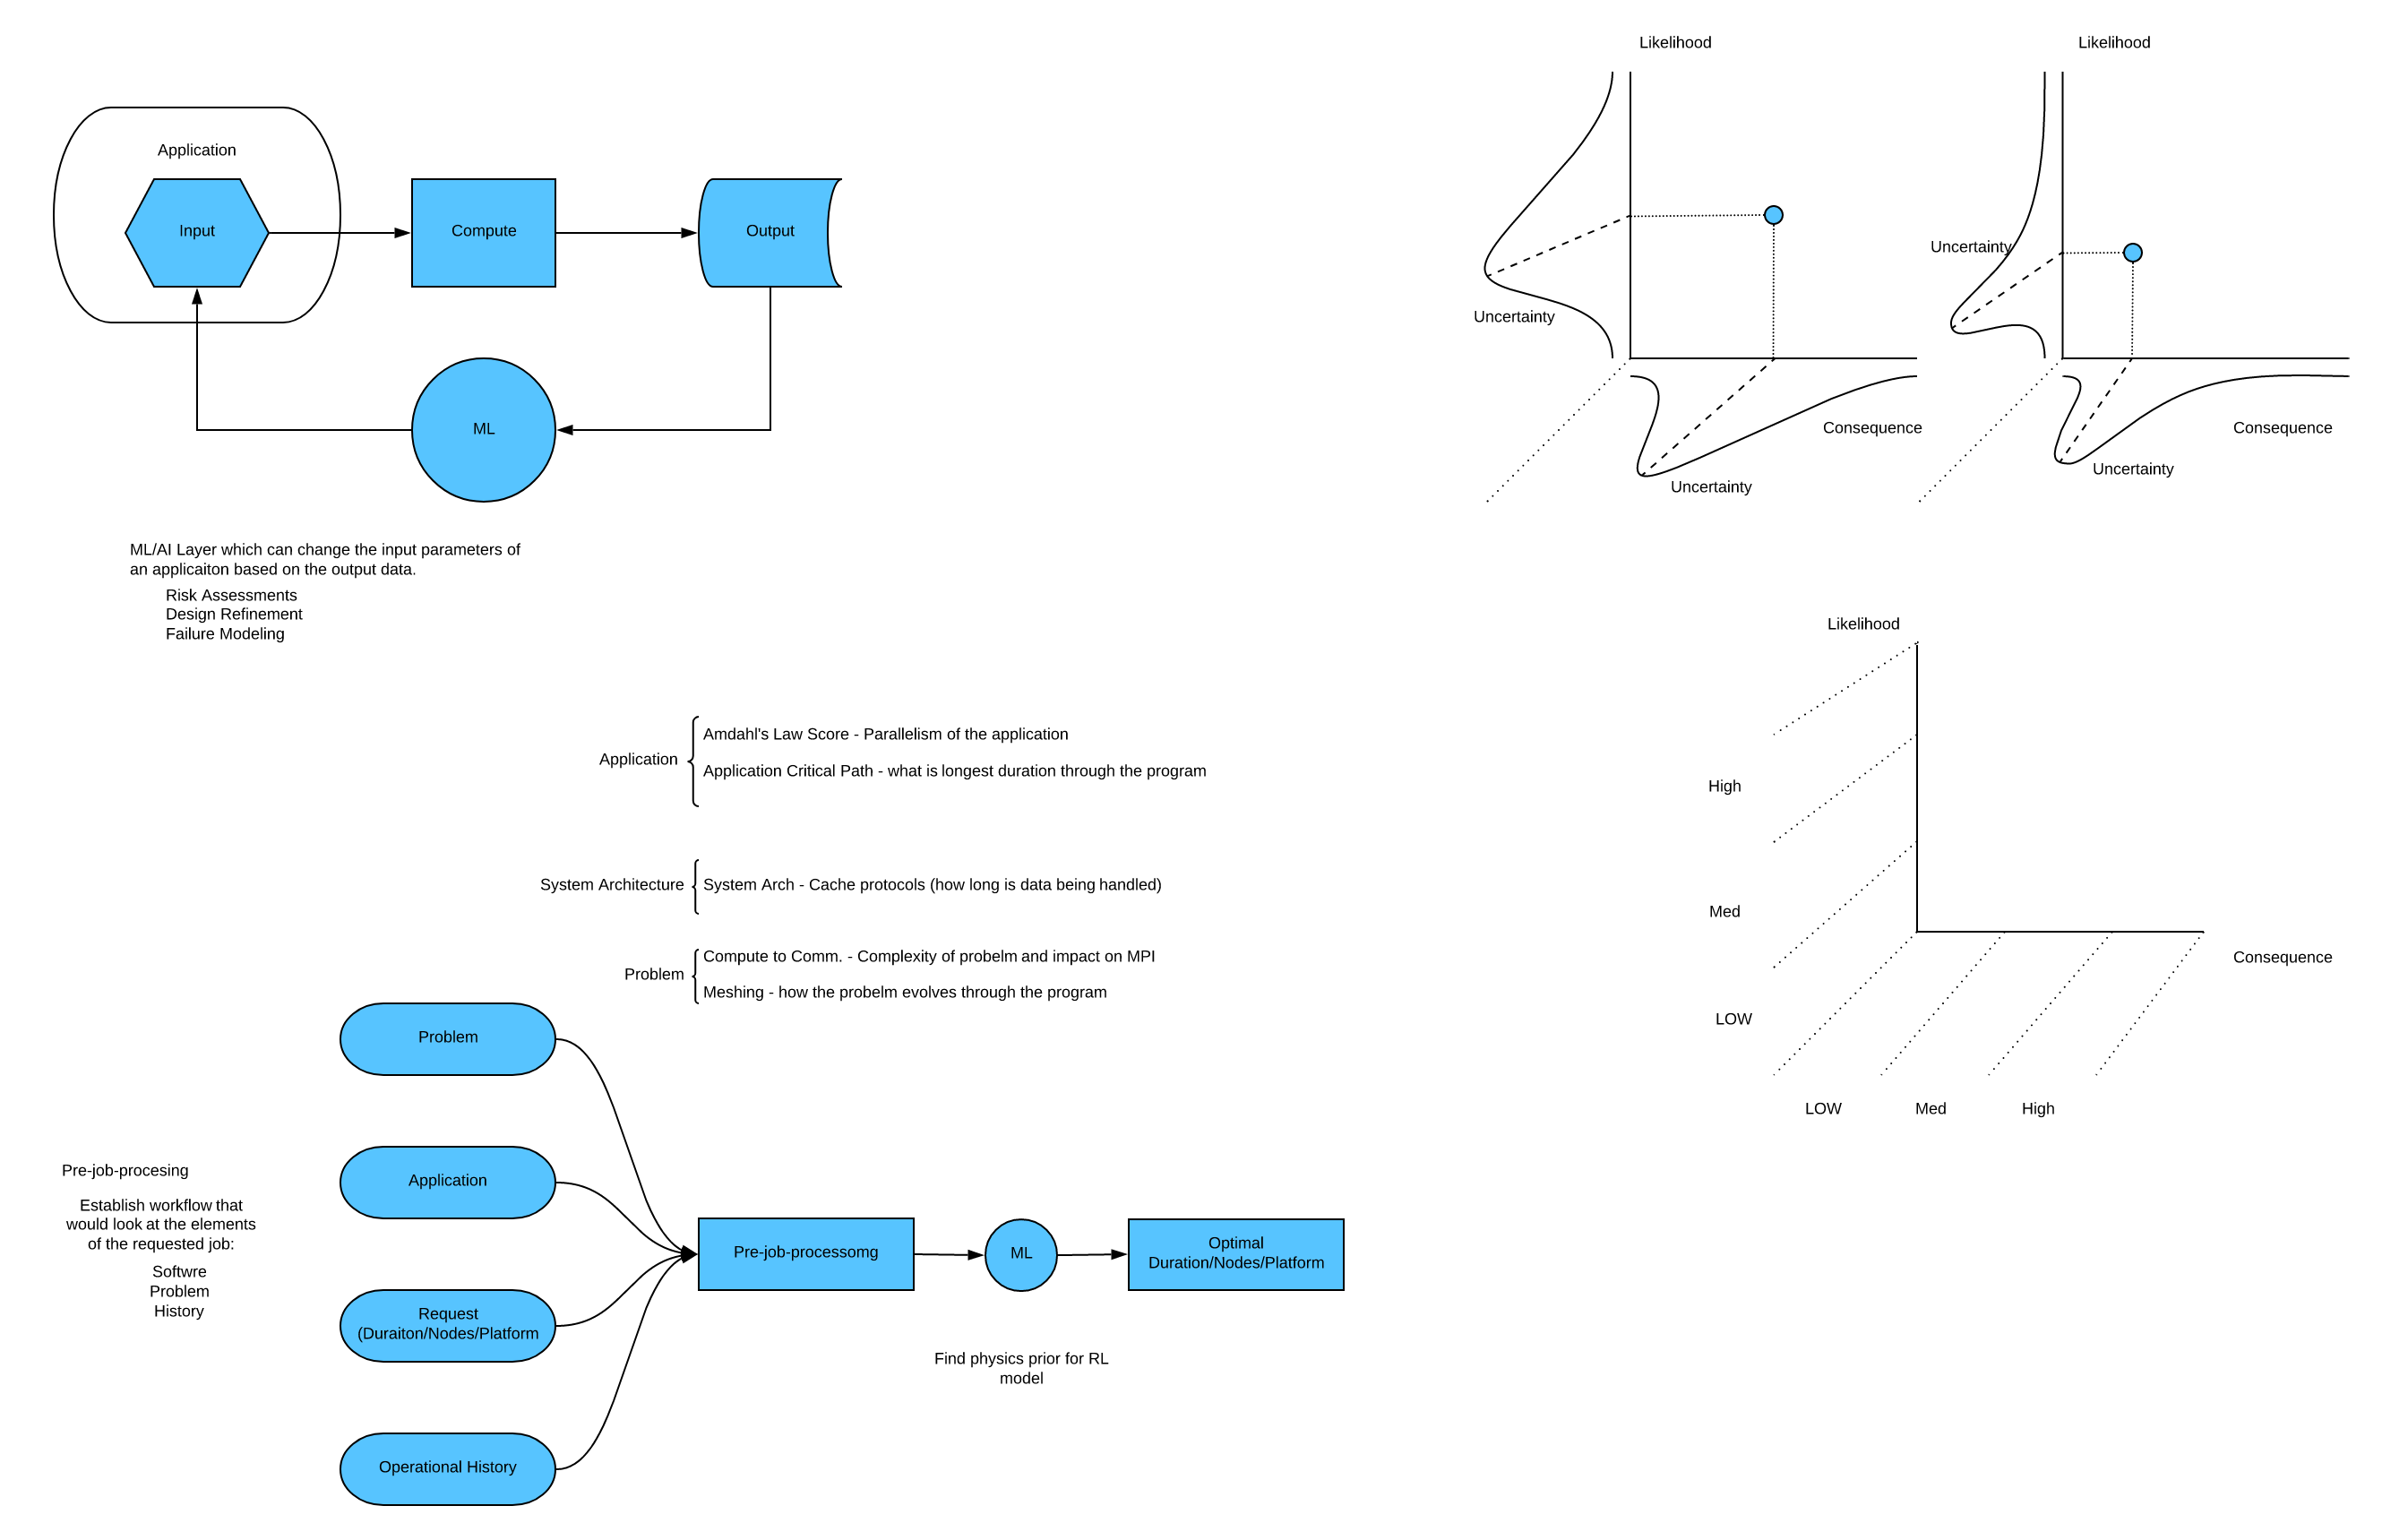 Application
Input
Compute
Output
ML
ML/AI Layer which can change the input parameters of
an applicaiton based on the output data.
Risk Assessments
Design Refinement
Failure Modeling
Likelihood
Uncertainty
Consequence
Uncertainty
Likelihood
Uncertainty
Consequence
Uncertainty
Likelihood
High
Med
LOW
Consequence
LOW
Med
High
Application
Amdahl's Law Score - Parallelism of the application
Application Critical Path - what is longest duration through the program
System Architecture
System Arch - Cache protocols (how long is data being handled)
Problem
Compute to Comm. - Complexity of probelm and impact on MPI
Meshing - how the probelm evolves through the program
Pre-job-procesing
Establish workflow that
would look at the elements
of the requested job:
Softwre
Problem
History
Problem
Application
Request
(Duraiton/Nodes/Platform
Operational History
Pre-job-processomg
ML
Optimal
Duration/Nodes/Platform
Find physics prior for RL
model